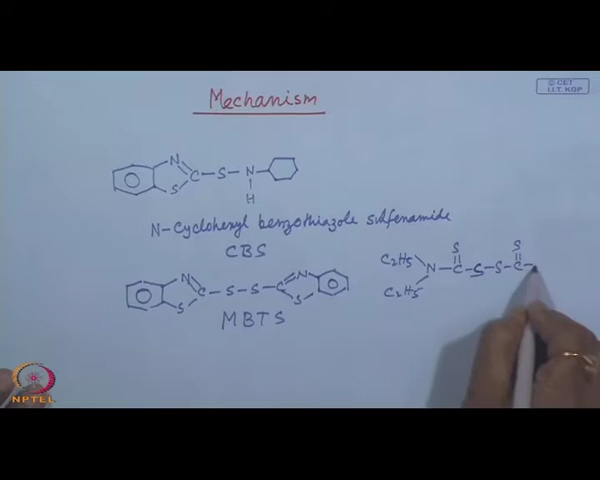 © CET
I.I.T. KGP
Mechanism
N
C - S - N
S
H
N-Cyclohexyl benzothiazole sulfenamide
CBS
N
C - S - S - C
N
S
S
MBTS
S
S
C2H5
N - C - S - S - C -
C2H5
NPTEL